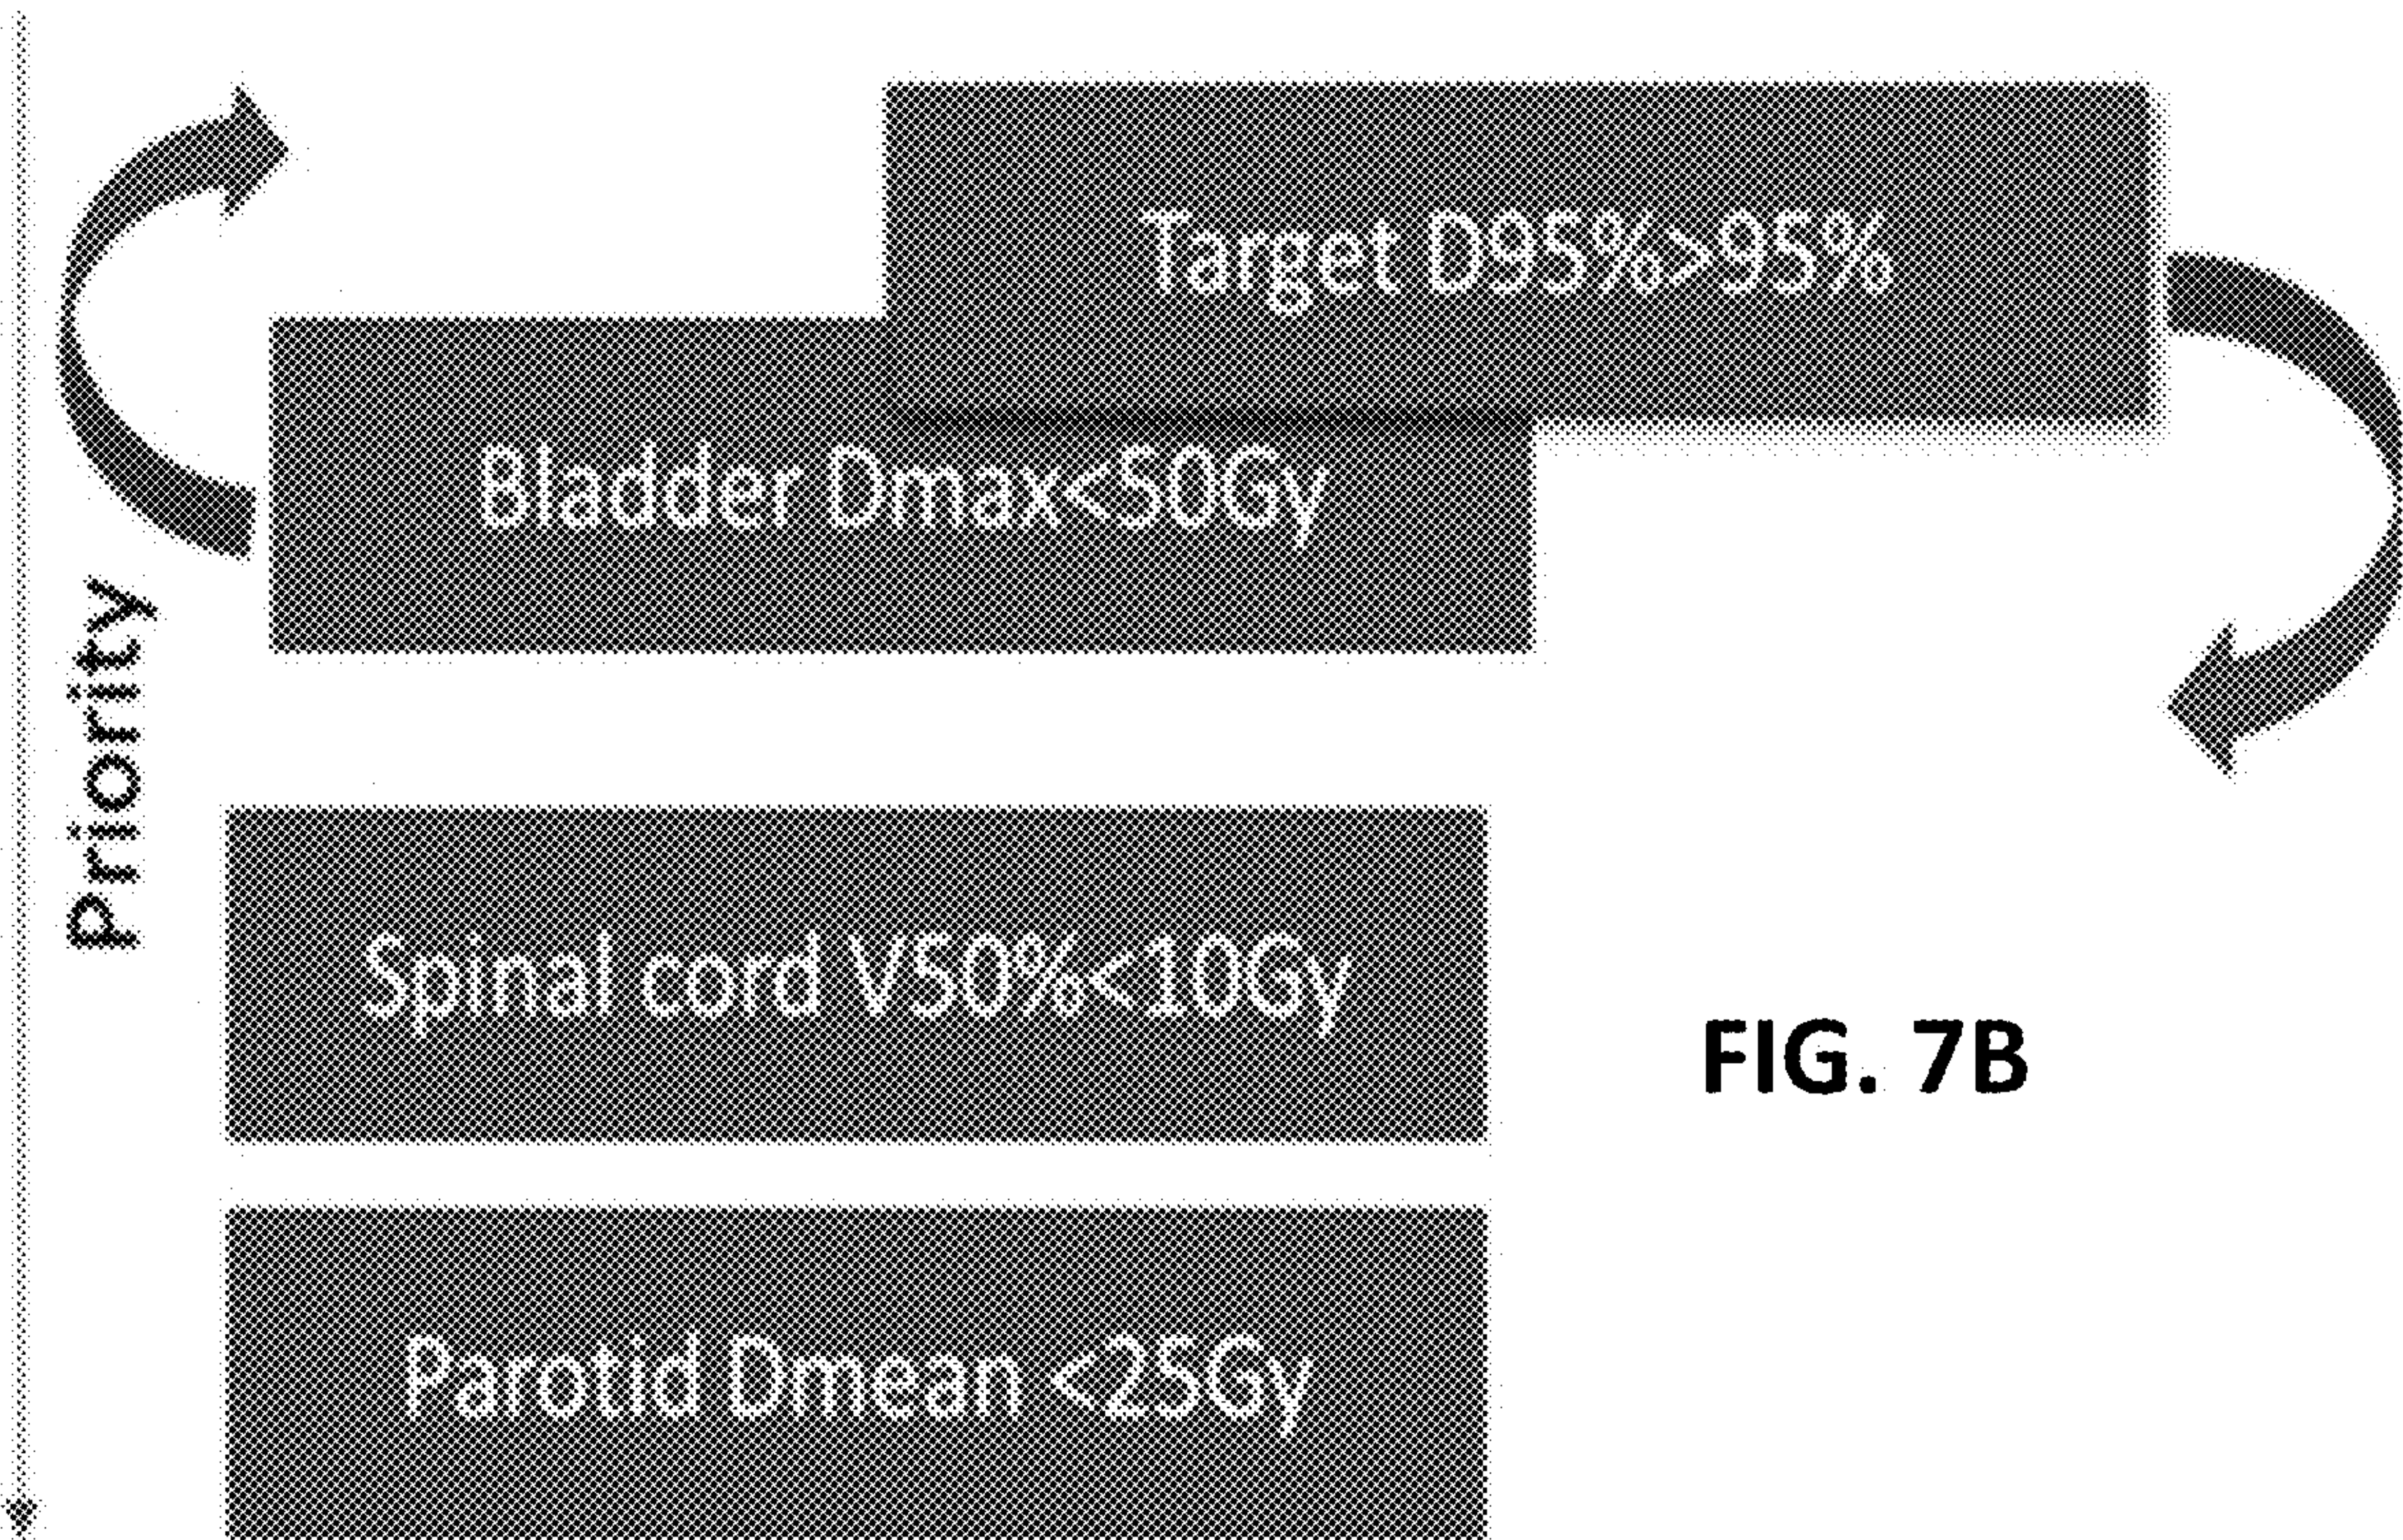 Target D95%>95%
Bladder Dmax<50Gy
Priority
Spinal cord V50%<10Gy
FIG. 7B
Parotid Dmean <25Gy